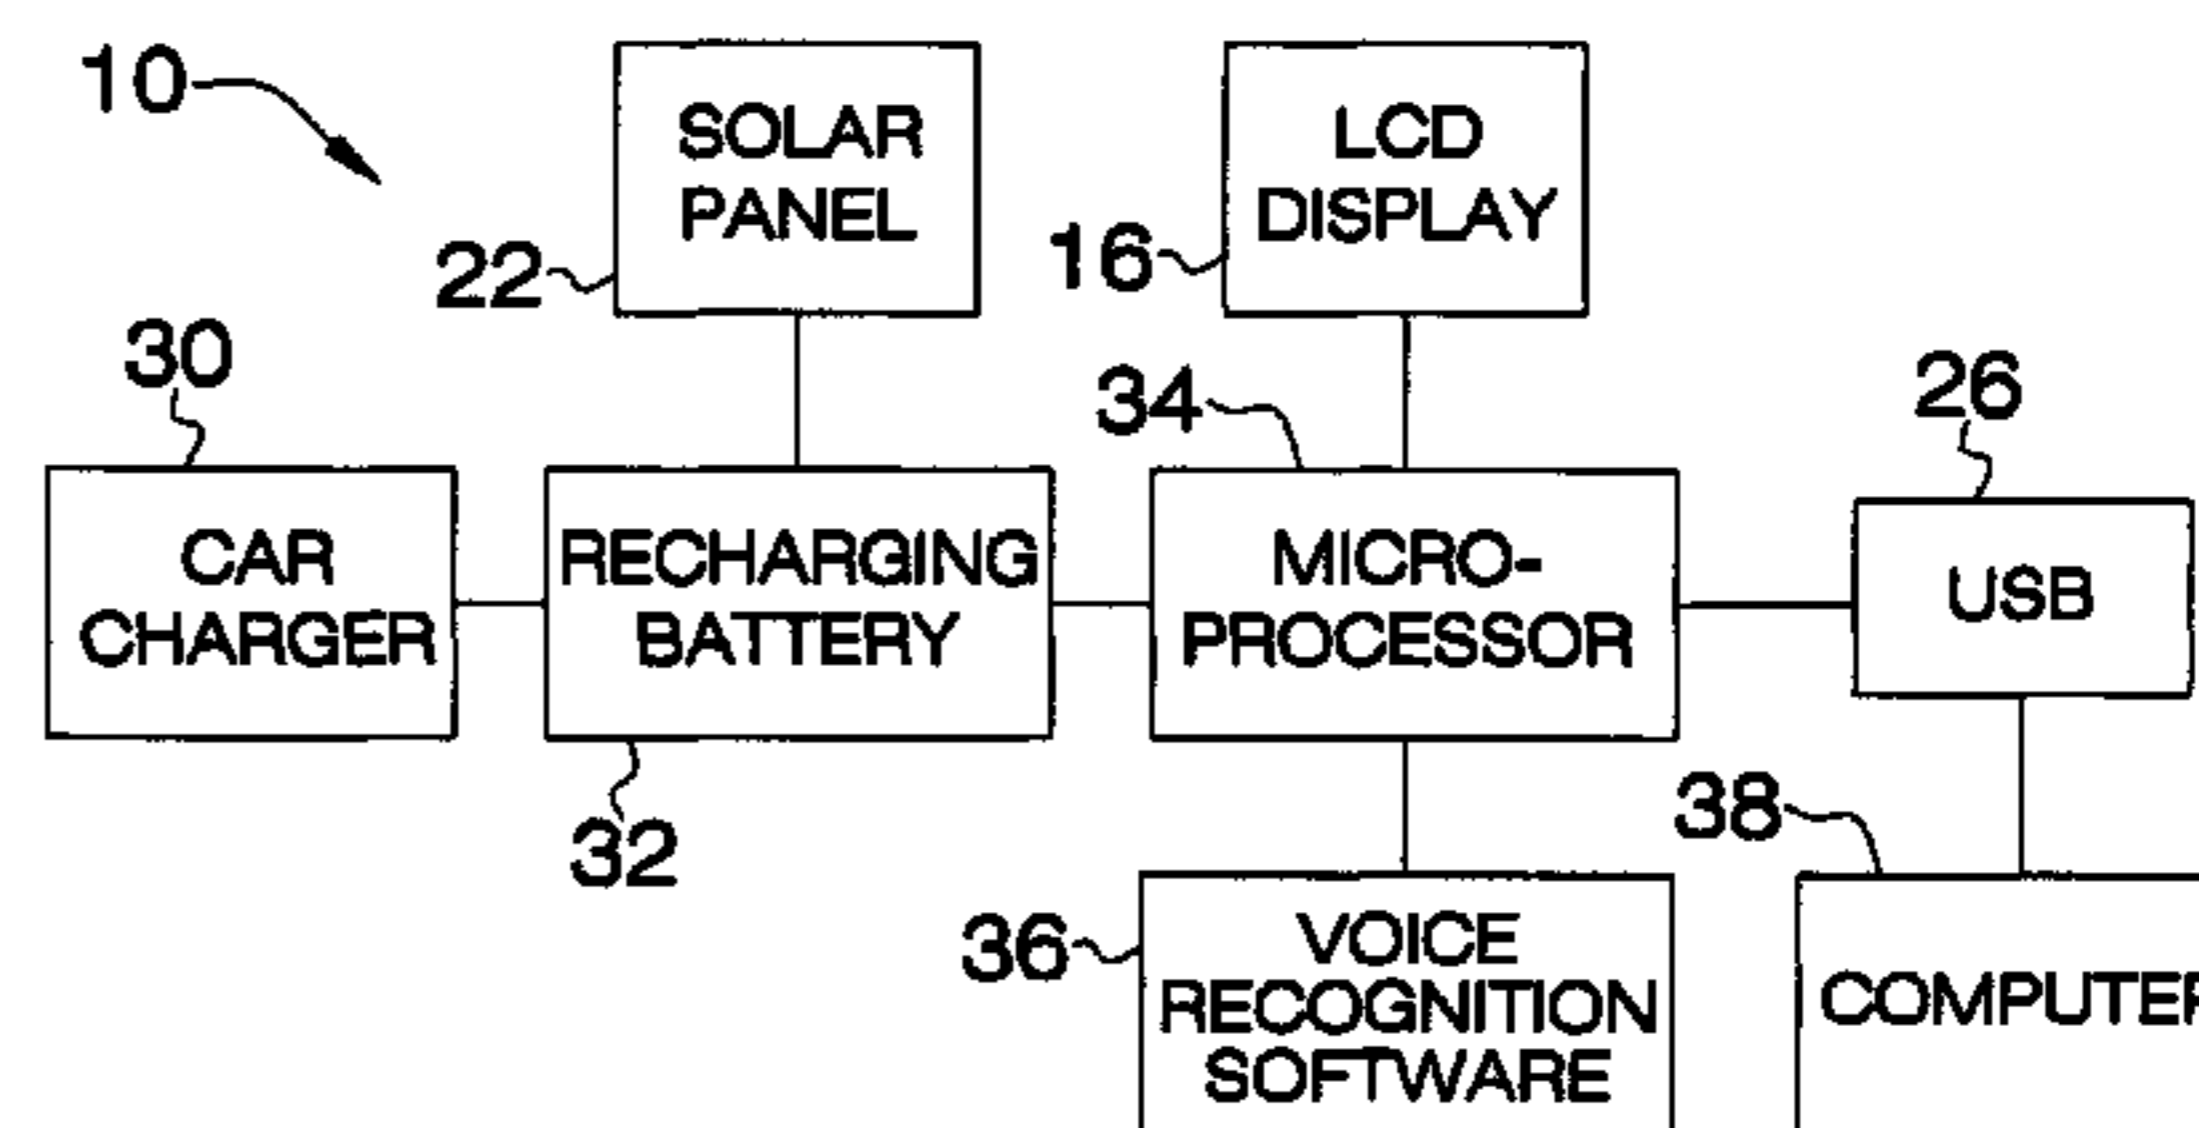 10
SOLAR
PANEL
22
LCD
DISPLAY
16
30
CAR
CHARGER
RECHARGING
BATTERY
32
34
MICRO-
PROCESSOR
26
USB
36
VOICE
RECOGNITION
SOFTWARE
38